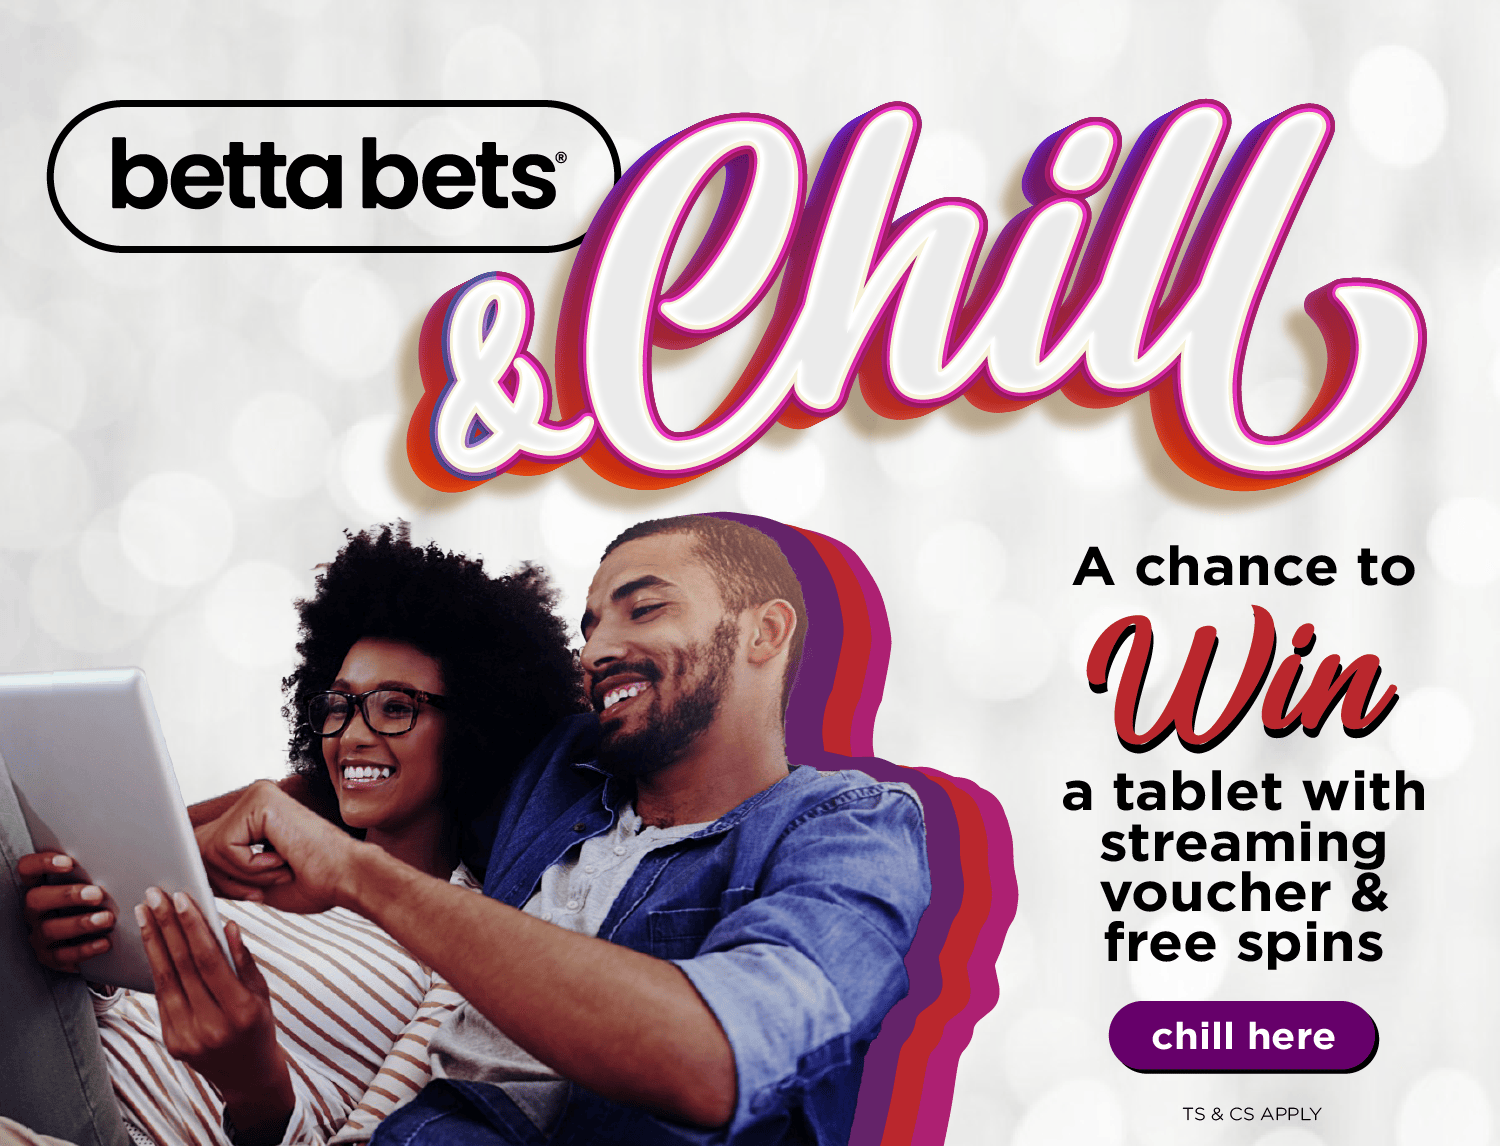 betta bets®
& Chill
A chance to
Win
a tablet with
streaming
voucher &
free spins
chill here
TS & CS APPLY